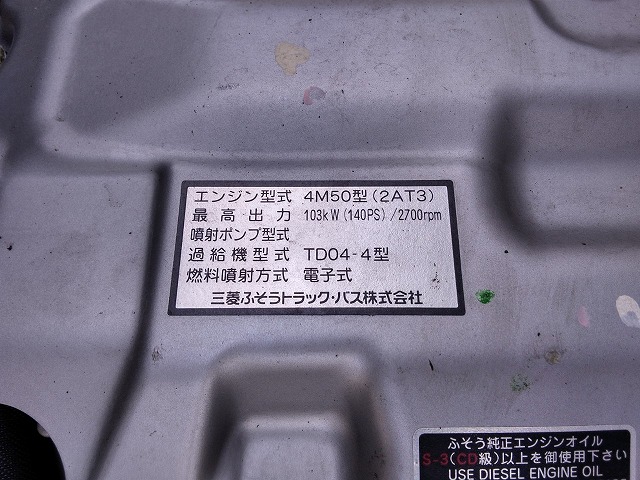 エンジン型式 4M50型(2AT3)
最高出力 103kW(140PS)/2700rpm
噴射ポンプ型式
過給機型式 TD04-4型
燃料噴射方式 電子式
三菱ふそうトラック・バス株式会社
ふそう純正エンジンオイル
S-3(CD級)以上を御使用下さい
USE DIESEL ENGINE OIL